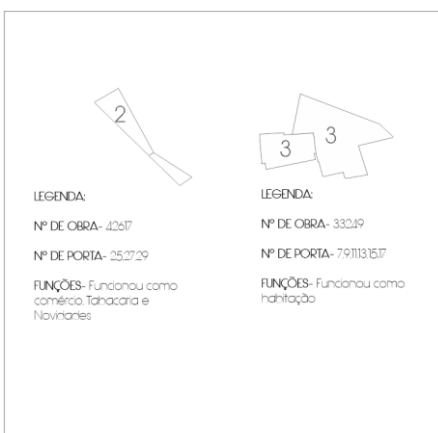 2
LEGENDA:
Nº DE OBRA- 42617
Nº DE PORTA- 25.27.29
FUNÇÕES- Funcionou como
comércio. Tabacaria e
Novidades
3
3
LEGENDA:
Nº DE OBRA- 33249
Nº DE PORTA- 7.9.11.13.15.17
FUNÇÕES- Funcionou como
habitação